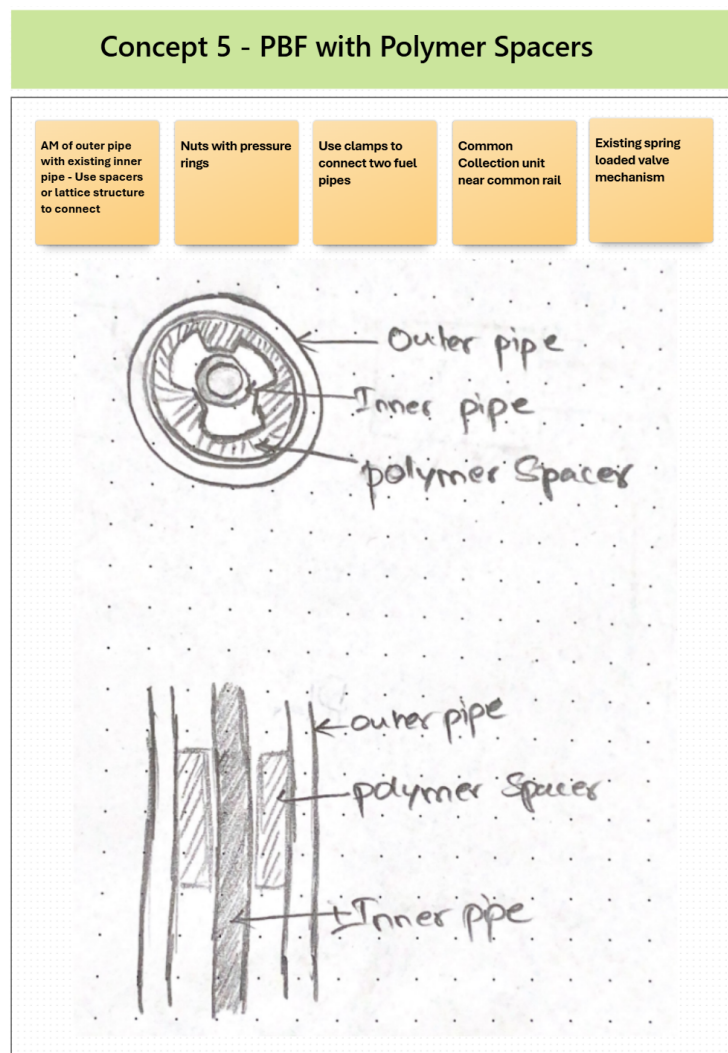 Concept 5 - PBF with Polymer Spacers
AM of outer pipe
with existing inner
pipe - Use spacers
or lattice structure
to connect
Nuts with pressure
rings
Use clamps to
connect two fuel
pipes
Common
Collection unit
near common rail
Existing spring
loaded valve
mechanism
Outer pipe
Inner pipe
polymer Spacer
outer pipe
polymer Spacer
Inner pipe